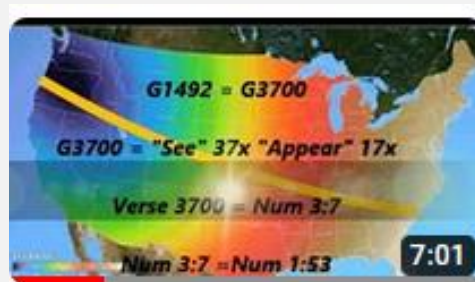 G1492 = G3700
G3700 = "See" 37x "Appear" 17x
Verse 3700 = Num 3:7
Num 3:7 =Num 1:53
7:01